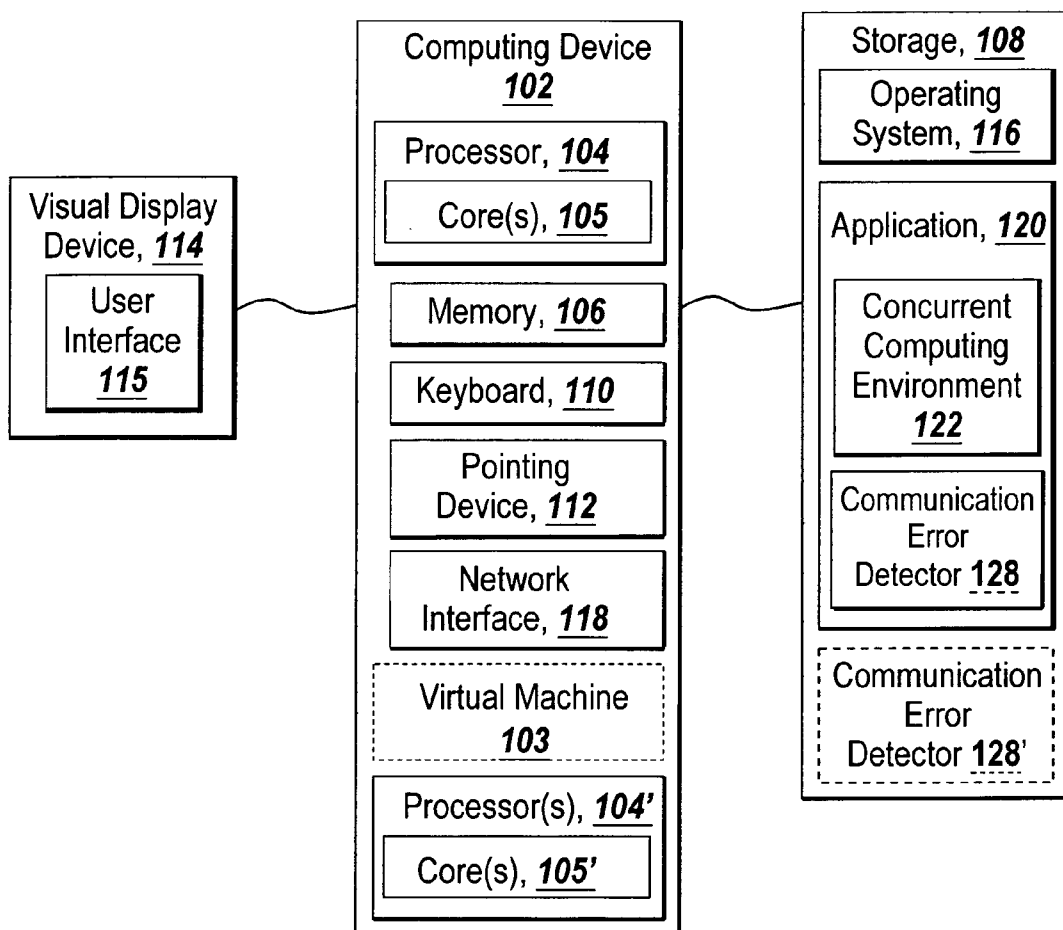 Visual Display
Device, 114
User
Interface
115
Computing Device
102
Processor, 104
Core(s), 105
Memory, 106
Keyboard, 110
Pointing
Device, 112
Network
Interface, 118
Virtual Machine
103
Processor(s), 104'
Core(s), 105'
Storage, 108
Operating
System, 116
Application, 120
Concurrent
Computing
Environment
122
Communication
Error
Detector 128
Communication
Error
Detector 128'